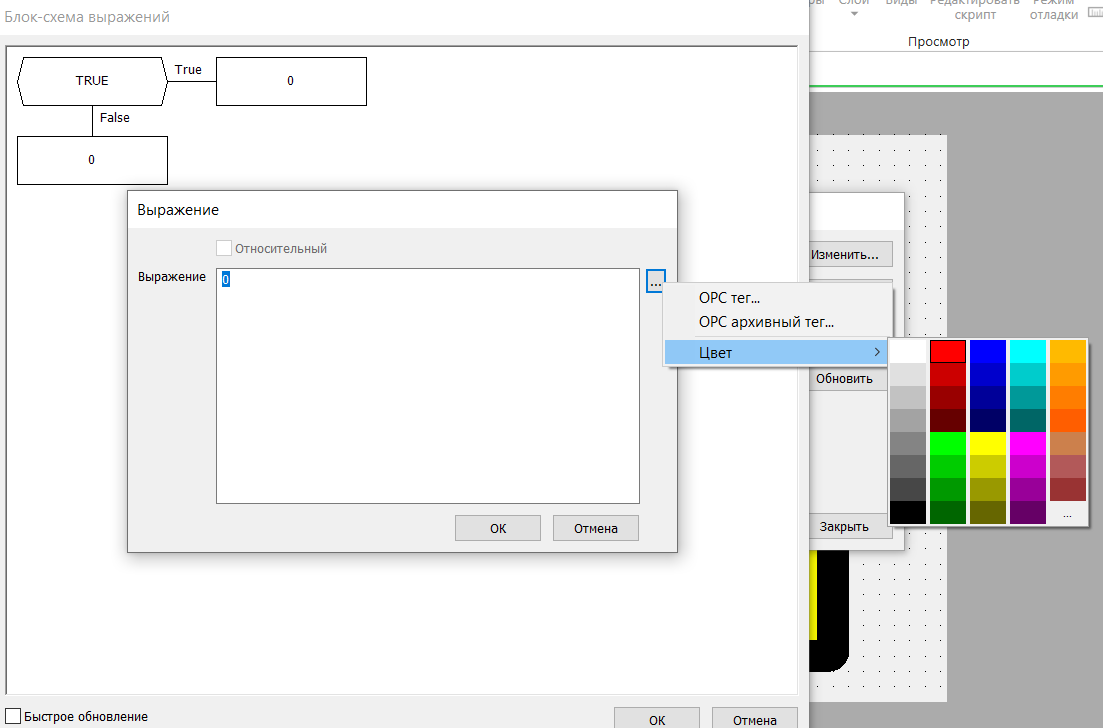 Блок-схема выражений
Слои
Виды
Редактировать
скрипт
Режим
отладки
Просмотр
TRUE
True
0
False
0
Выражение
Относительный
Выражение
0
...
OPC тег...
OPC архивный тег...
Цвет
...
Изменить...
Обновить
Закрыть
OK
Отмена
Быстрое обновление
OK
Отмена